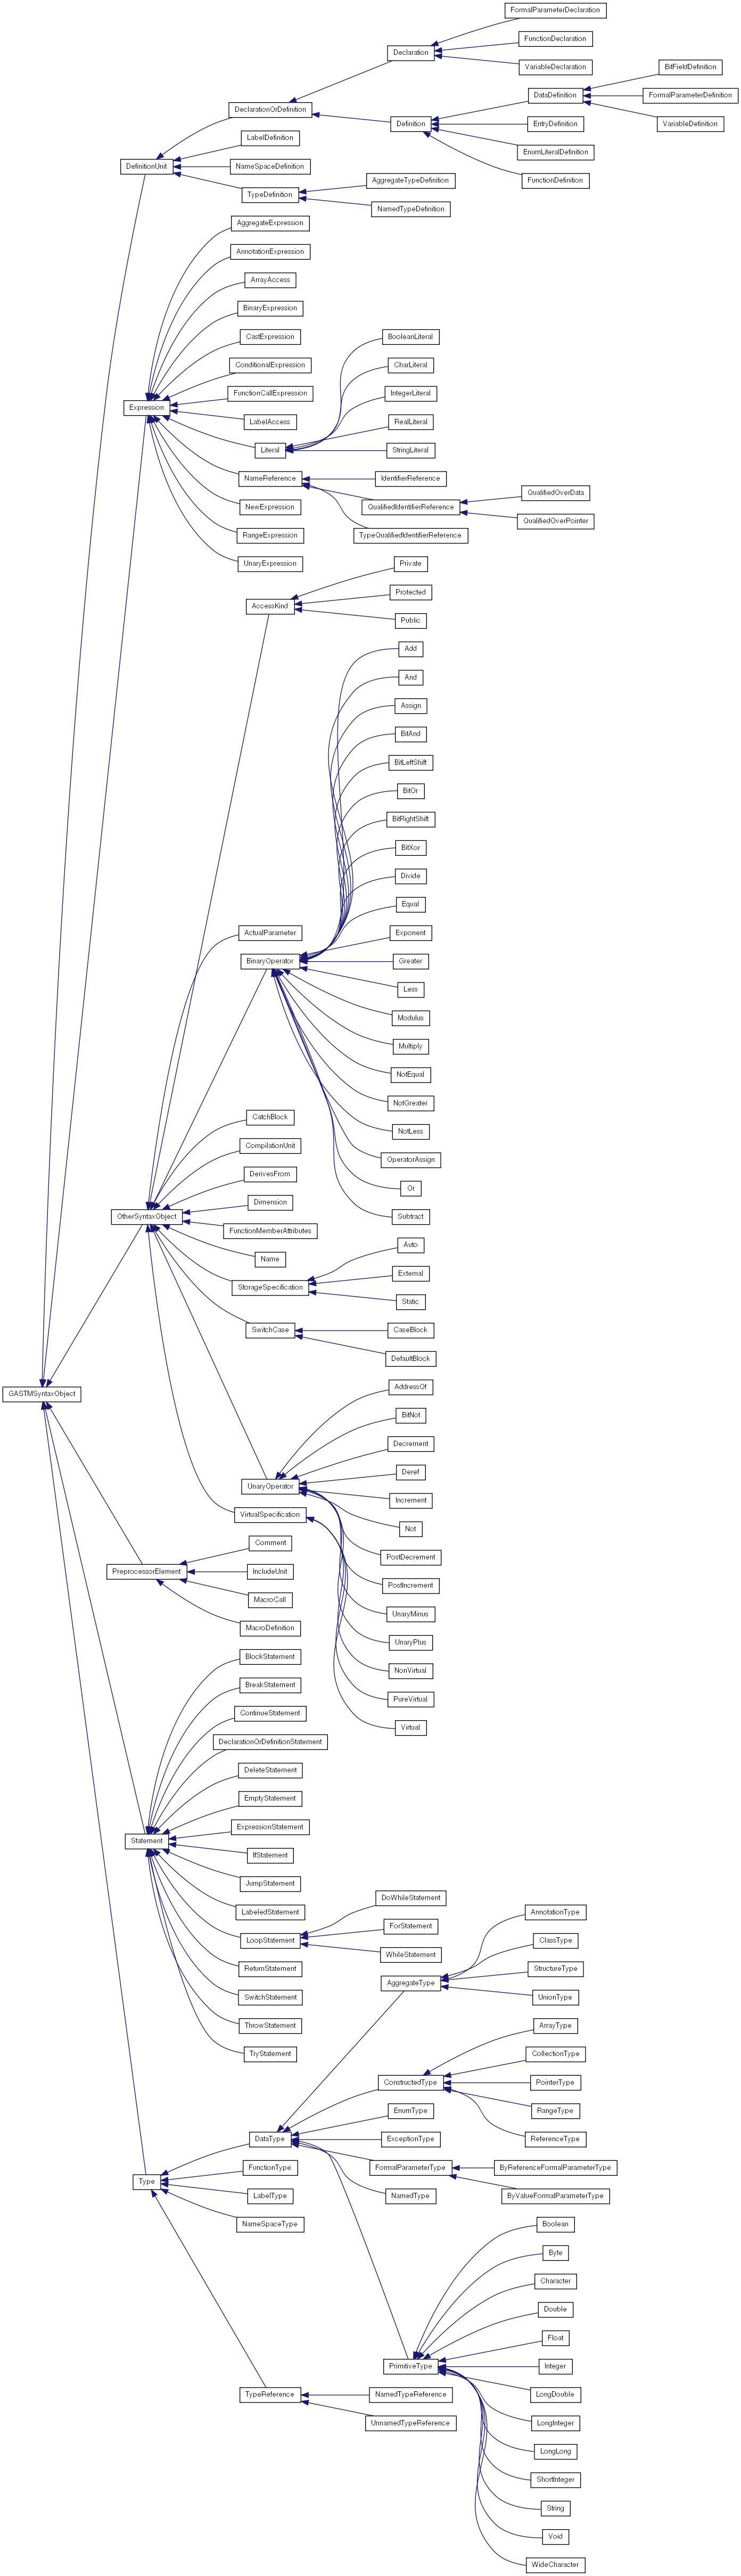 FormalParameterDeclaration
FunctionDeclaration
Declaration
VariableDeclaration
BitFieldDefinition
DataDefinition
FormalParameterDefinition
DeclarationOrDefinition
Definition
EntryDefinition
VariableDefinition
LabelDefinition
EnumLiteralDefinition
DefinitionUnit
NameSpaceDefinition
FunctionDefinition
AggregateTypeDefinition
TypeDefinition
NamedTypeDefinition
AggregateExpression
AnnotationExpression
ArrayAccess
BinaryExpression
CastExpression
BooleanLiteral
ConditionalExpression
CharLiteral
FunctionCallExpression
IntegerLiteral
Expression
LabelAccess
RealLiteral
Literal
StringLiteral
NameReference
IdentifierReference
QualifiedOverData
NewExpression
QualifiedIdentifierReference
QualifiedOverPointer
RangeExpression
TypeQualifiedIdentifierReference
UnaryExpression
Private
Protected
AccessKind
Public
Add
And
Assign
BitAnd
BitLeftShift
BitOr
BitRightShift
BitXor
Divide
Equal
ActualParameter
Exponent
BinaryOperator
Greater
Less
Modulus
Multiply
NotEqual
NotGreater
CatchBlock
NotLess
CompilationUnit
OperatorAssign
DerivesFrom
Or
Dimension
OtherSyntaxObject
Subtract
FunctionMemberAttributes
Auto
Name
External
StorageSpecification
Static
SwitchCase
CaseBlock
DefaultBlock
AddressOf
GASTMSyntaxObject
BitNot
Decrement
Deref
UnaryOperator
Increment
VirtualSpecification
Not
Comment
PostDecrement
PreprocessorElement
IncludeUnit
PostIncrement
MacroCall
UnaryMinus
MacroDefinition
UnaryPlus
BlockStatement
NonVirtual
BreakStatement
PureVirtual
ContinueStatement
Virtual
DeclarationOrDefinitionStatement
DeleteStatement
EmptyStatement
ExpressionStatement
Statement
IfStatement
JumpStatement
DoWhileStatement
LabeledStatement
ForStatement
AnnotationType
LoopStatement
WhileStatement
ClassType
ReturnStatement
StructureType
AggregateType
SwitchStatement
UnionType
ThrowStatement
ArrayType
TryStatement
CollectionType
ConstructedType
PointerType
EnumType
RangeType
DataType
ExceptionType
ReferenceType
FunctionType
FormalParameterType
ByReferenceFormalParameterType
Type
LabelType
NamedType
ByValueFormalParameterType
NameSpaceType
Boolean
Byte
Character
Double
Float
PrimitiveType
Integer
TypeReference
NamedTypeReference
LongDouble
UnnamedTypeReference
LongInteger
LongLong
ShortInteger
String
Void
WideCharacter